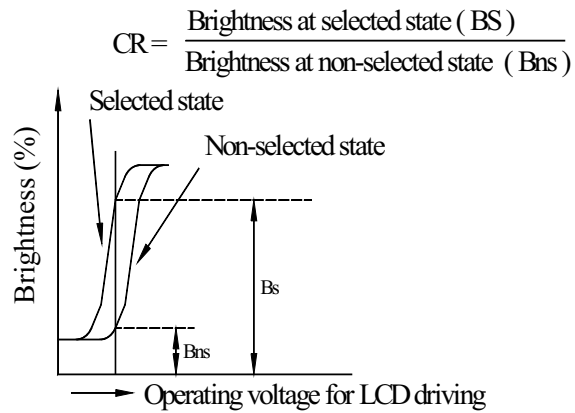 CR = Brightness at selected state ( BS )
Brightness at non-selected state ( Bns )
Selected state
Non-selected state
Brightness (%)
Bs
Bns
Operating voltage for LCD driving